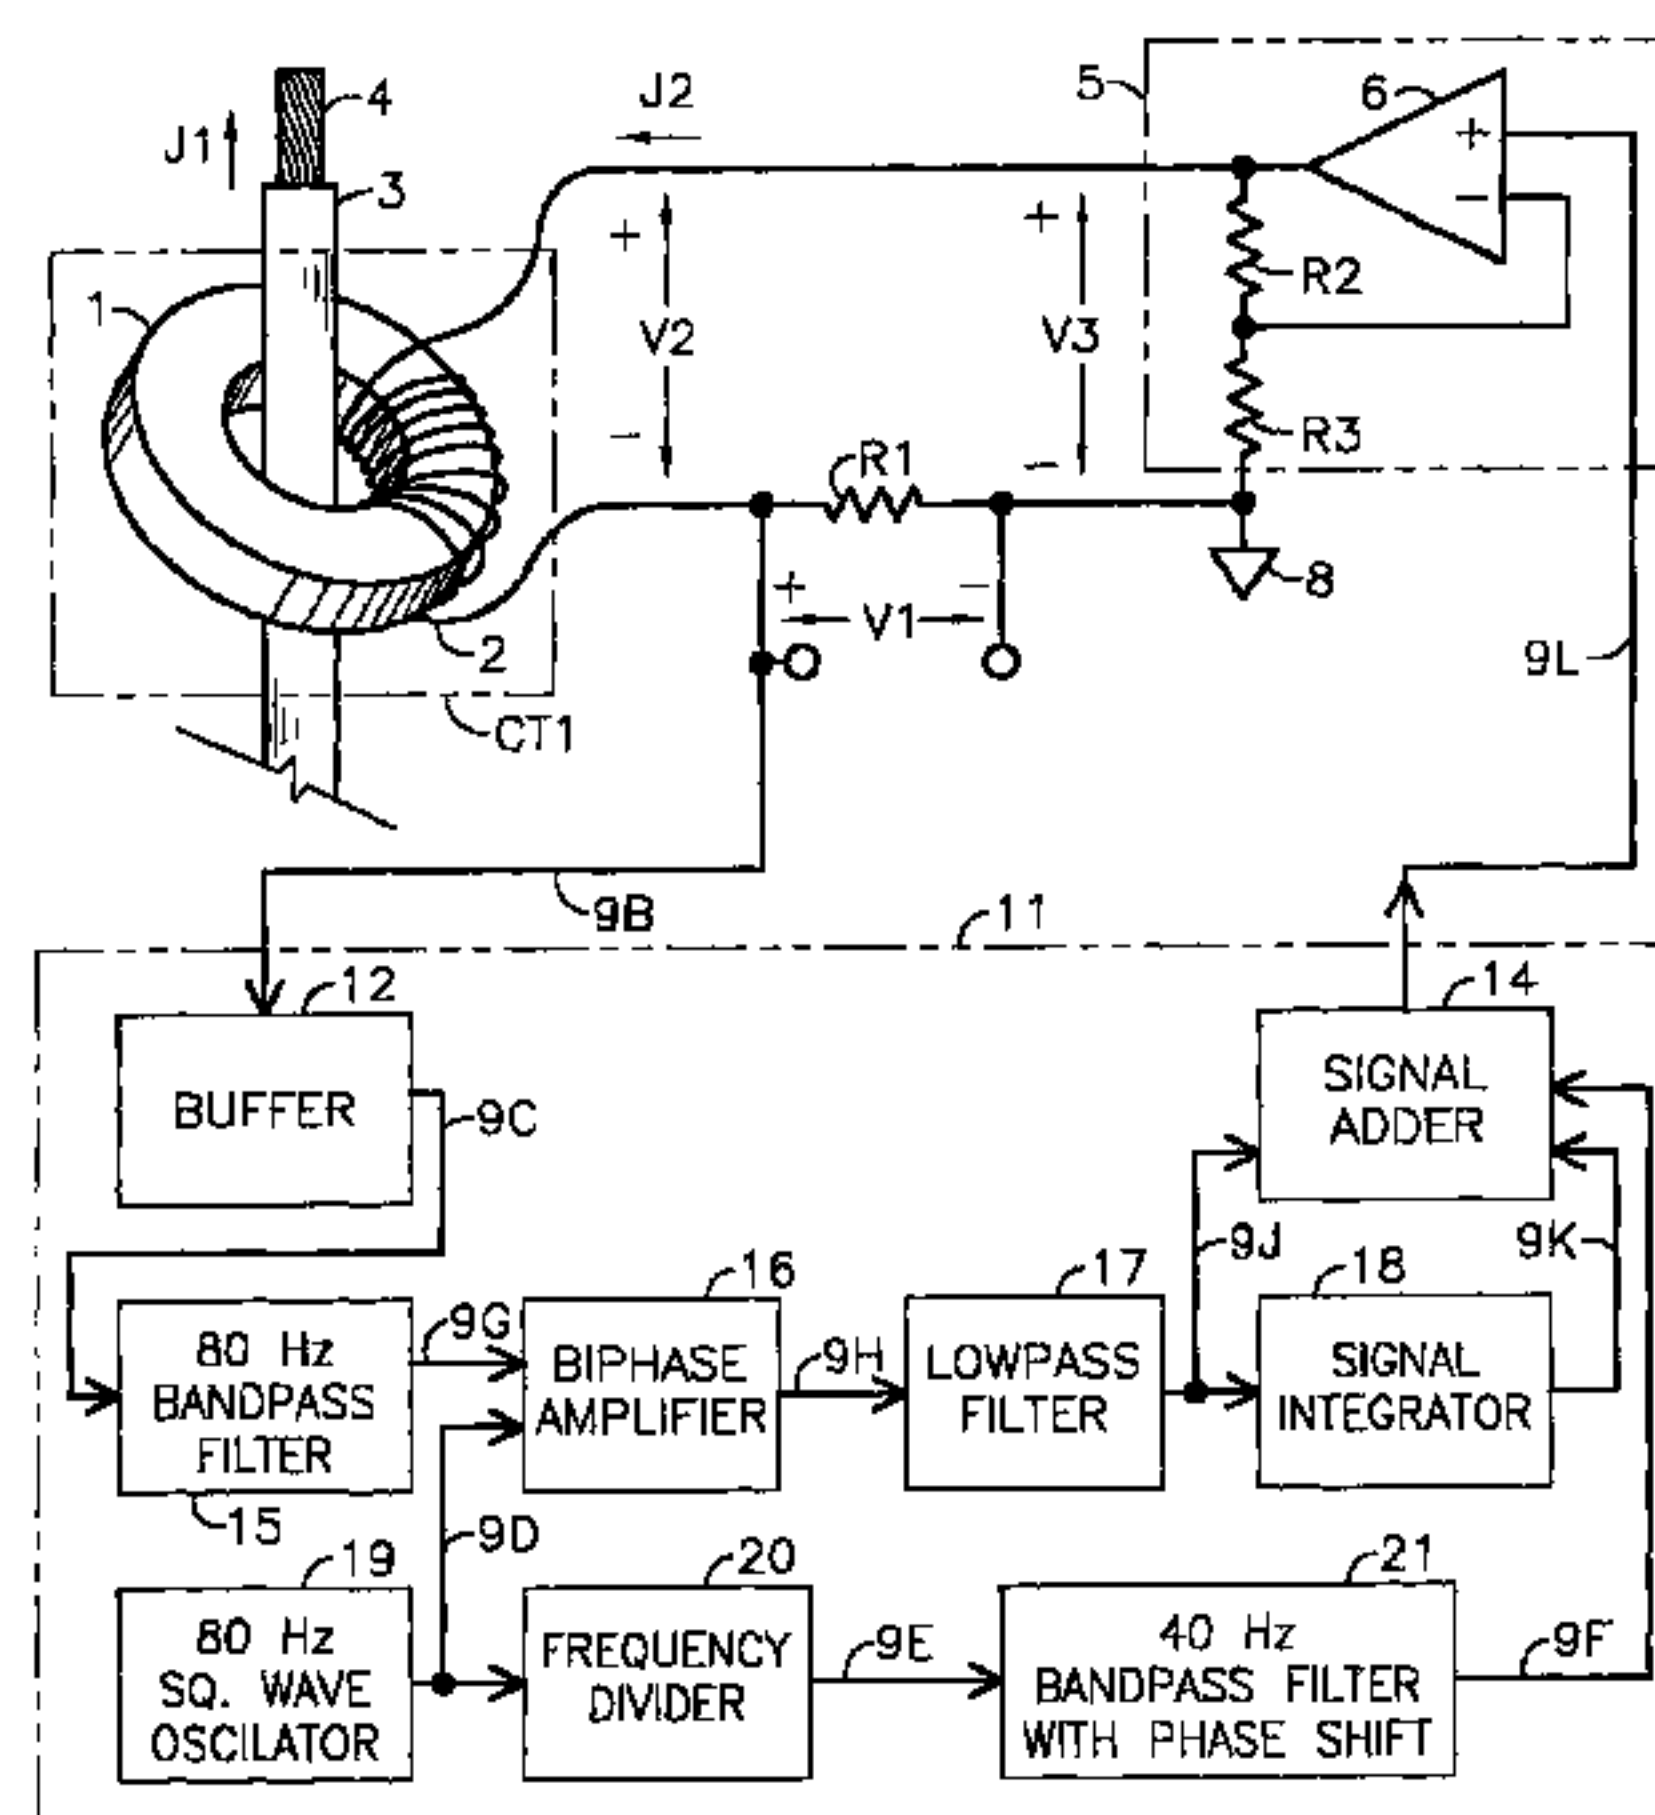 J1
4
3
J2
5
6
+
−
+
V2
−
+
V3
−
R2
R3
1
R1
+
V1
−
8
2
CT1
9L
9B
11
12
BUFFER
9C
14
SIGNAL
ADDER
9J
9K
80 Hz
BANDPASS
FILTER
15
9G
16
BIPHASE
AMPLIFIER
9H
17
LOWPASS
FILTER
18
SIGNAL
INTEGRATOR
9D
19
80 Hz
SQ. WAVE
OSCILATOR
20
FREQUENCY
DIVIDER
9E
21
40 Hz
BANDPASS FILTER
WITH PHASE SHIFT
9F